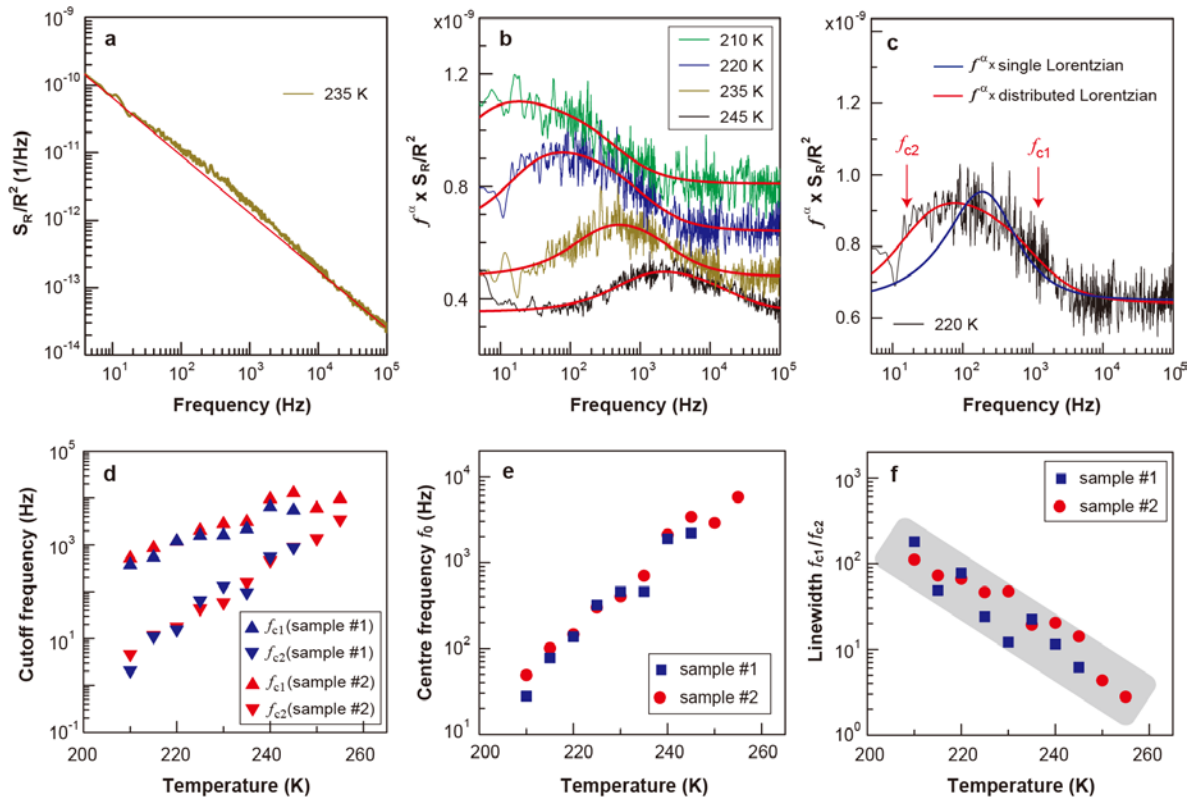 a
235 K
S_R/R² (1/Hz)
10⁻⁹
10⁻¹⁰
10⁻¹¹
10⁻¹²
10⁻¹³
10⁻¹⁴
10¹ 10² 10³ 10⁴ 10⁵
Frequency (Hz)
x10⁻⁹
b
210 K
220 K
235 K
245 K
f^α x S_R/R²
1.2
0.8
0.4
10¹ 10² 10³ 10⁴ 10⁵
Frequency (Hz)
x10⁻⁹
c
f^α x single Lorentzian
f^α x distributed Lorentzian
f_c2
f_c1
220 K
f^α x S_R/R²
1.2
1.0
0.8
0.6
10¹ 10² 10³ 10⁴ 10⁵
Frequency (Hz)
d
Cutoff frequency (Hz)
10⁵
10³
10¹
10⁻¹
f_c1(sample #1)
f_c2(sample #1)
f_c1(sample #2)
f_c2(sample #2)
200 220 240 260
Temperature (K)
e
Centre frequency f₀ (Hz)
10⁴
10³
10²
10¹
sample #1
sample #2
200 220 240 260
Temperature (K)
f
Linewidth f_c1/f_c2
10³
10²
10¹
10⁰
sample #1
sample #2
200 220 240 260
Temperature (K)